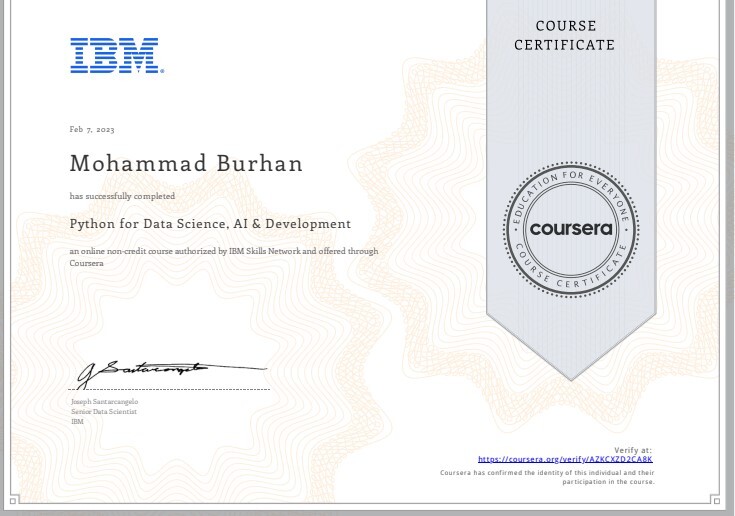 COURSE
CERTIFICATE
IBM
Feb 7, 2023
Mohammad Burhan
has successfully completed
Python for Data Science, AI & Development
an online non-credit course authorized by IBM Skills Network and offered through
Coursera
EDUCATION FOR EVERYONE
coursera
COURSE CERTIFICATE
J Santarcangelo
Joseph Santarcangelo
Senior Data Scientist
IBM
Verify at:
https://coursera.org/verify/AZKCXZD2CA8K
Coursera has confirmed the identity of this individual and their
participation in the course.